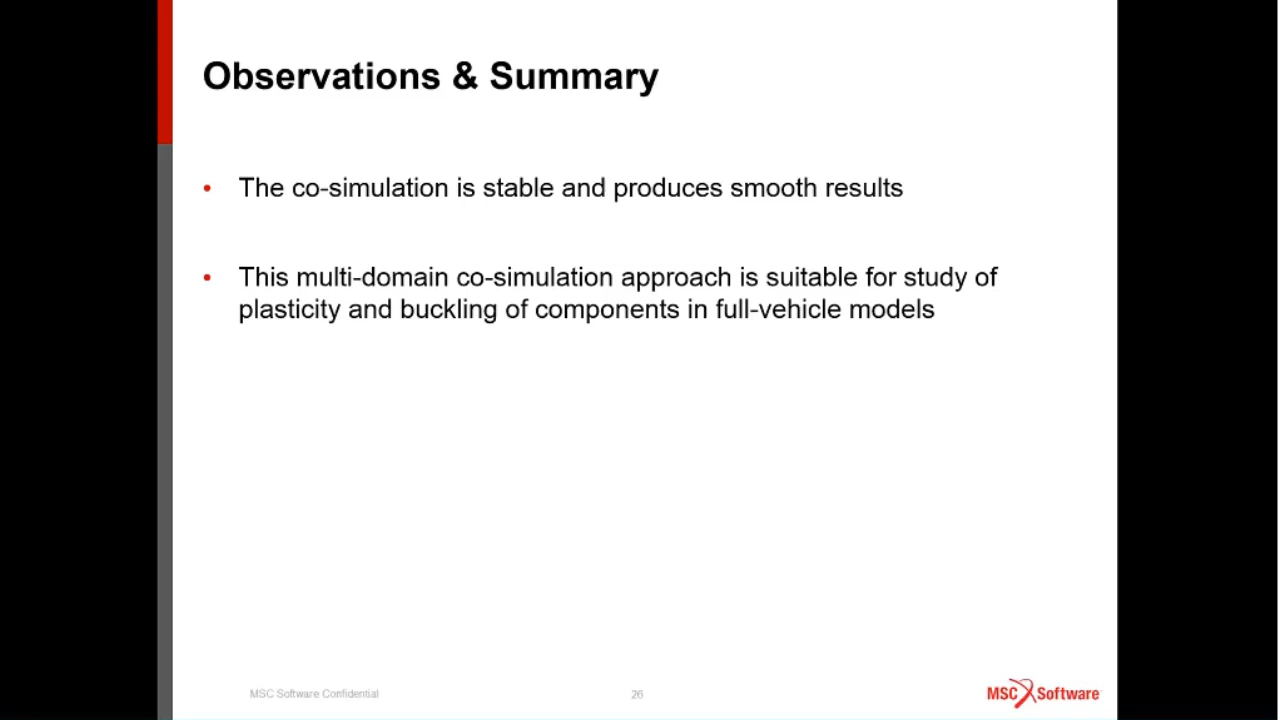 Observations & Summary
• The co-simulation is stable and produces smooth results
• This multi-domain co-simulation approach is suitable for study of
plasticity and buckling of components in full-vehicle models
MSC Software Confidential
26
MSC Software